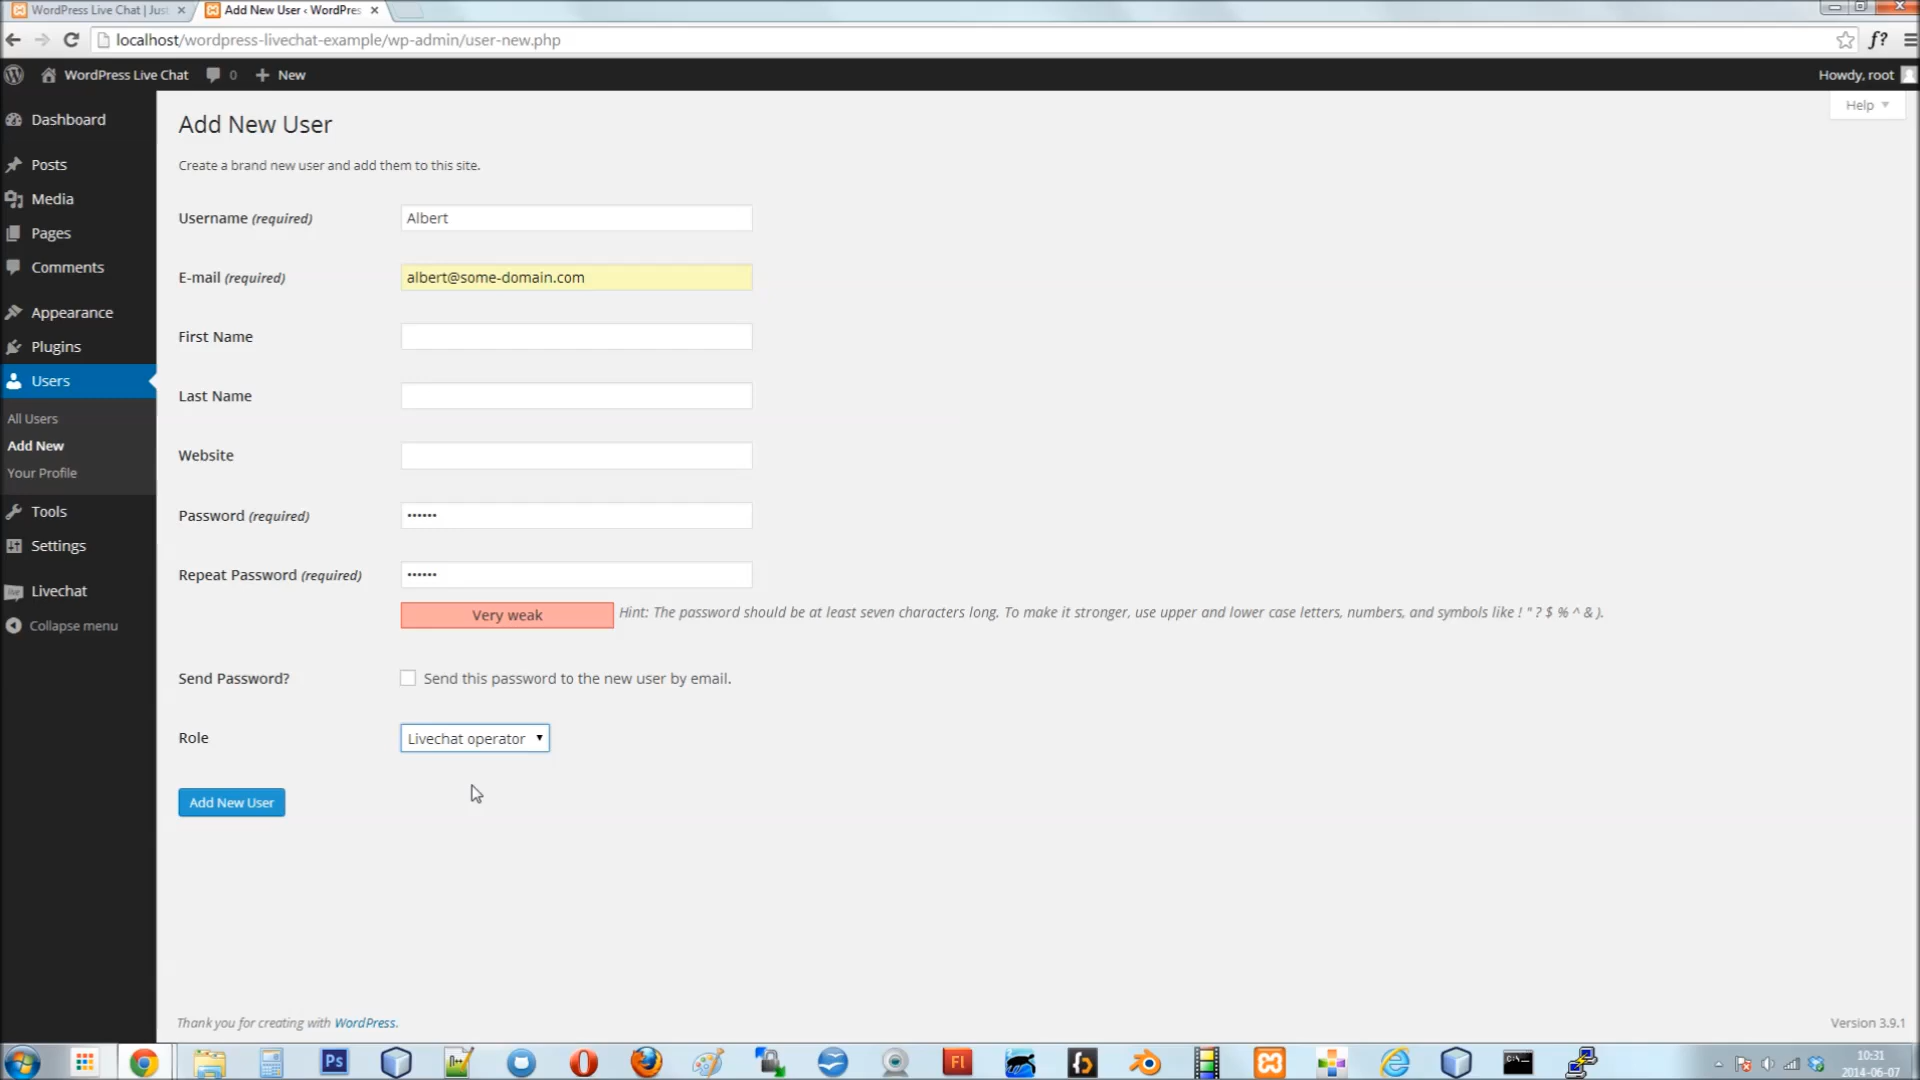 WordPress Live Chat | Jus
Add New User ‹ WordPres
localhost/wordpress-livechat-example/wp-admin/user-new.php
f?
WordPress Live Chat
0
New
Howdy, root
Help
Dashboard
Posts
Media
Pages
Comments
Appearance
Plugins
Users
All Users
Add New
Your Profile
Tools
Settings
Livechat
Collapse menu
Add New User
Create a brand new user and add them to this site.
Username (required)
Albert
E-mail (required)
albert@some-domain.com
First Name
Last Name
Website
Password (required)
••••••
Repeat Password (required)
••••••
Very weak
Hint: The password should be at least seven characters long. To make it stronger, use upper and lower case letters, numbers, and symbols like ! " ? $ % ^ & ).
Send Password?
Send this password to the new user by email.
Role
Livechat operator
Add New User
Thank you for creating with WordPress.
Version 3.9.1
Ps
Fl
10:31
2014-06-07